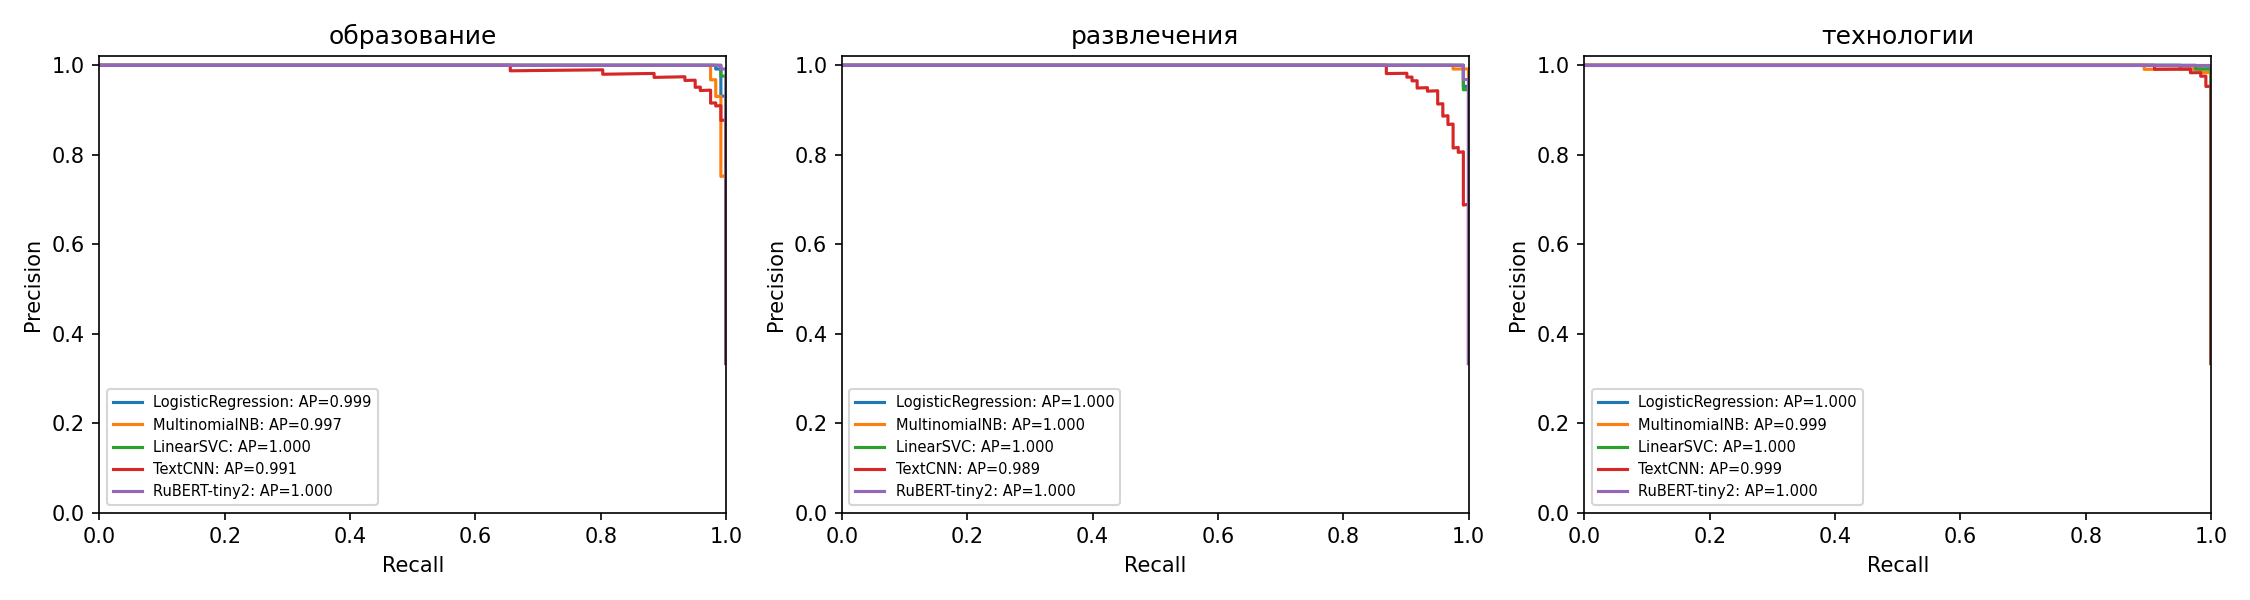 образование
1.0
0.8
0.6
0.4
0.2
0.0
Precision
LogisticRegression: AP=0.999
MultinomialNB: AP=0.997
LinearSVC: AP=1.000
TextCNN: AP=0.991
RuBERT-tiny2: AP=1.000
0.0 0.2 0.4 0.6 0.8 1.0
Recall
развлечения
1.0
0.8
0.6
0.4
0.2
0.0
Precision
LogisticRegression: AP=1.000
MultinomialNB: AP=1.000
LinearSVC: AP=1.000
TextCNN: AP=0.989
RuBERT-tiny2: AP=1.000
0.0 0.2 0.4 0.6 0.8 1.0
Recall
технологии
1.0
0.8
0.6
0.4
0.2
0.0
Precision
LogisticRegression: AP=1.000
MultinomialNB: AP=0.999
LinearSVC: AP=1.000
TextCNN: AP=0.999
RuBERT-tiny2: AP=1.000
0.0 0.2 0.4 0.6 0.8 1.0
Recall